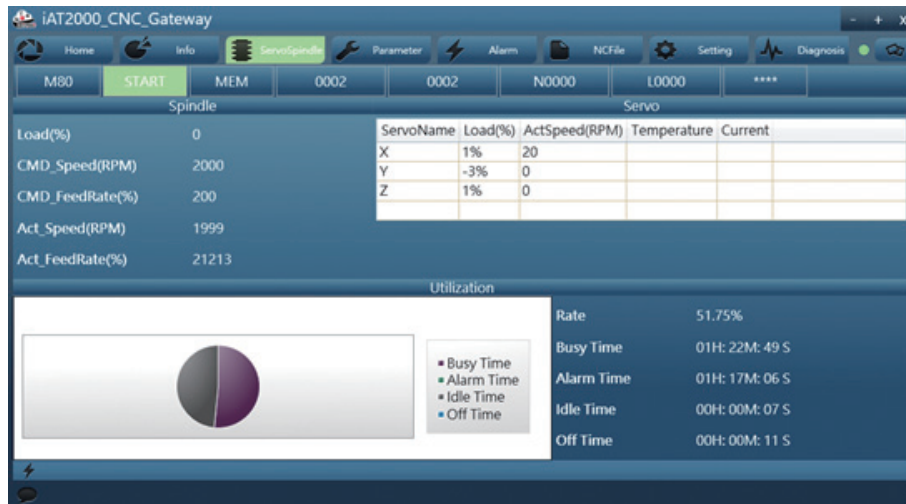 iAT2000_CNC_Gateway - + x
Home Info ServoSpindle Parameter Alarm NCFile Setting Diagnosis
M80 START MEM 0002 0002 N0000 L0000 ****
Spindle Servo
Load(%) 0
CMD_Speed(RPM) 2000
CMD_FeedRate(%) 200
Act_Speed(RPM) 1999
Act_FeedRate(%) 21213
ServoName Load(%) ActSpeed(RPM) Temperature Current
X 1% 20
Y -3% 0
Z 1% 0
Utilization
Busy Time
Alarm Time
Idle Time
Off Time
Rate 51.75%
Busy Time 01H: 22M: 49 S
Alarm Time 01H: 17M: 06 S
Idle Time 00H: 00M: 07 S
Off Time 00H: 00M: 11 S